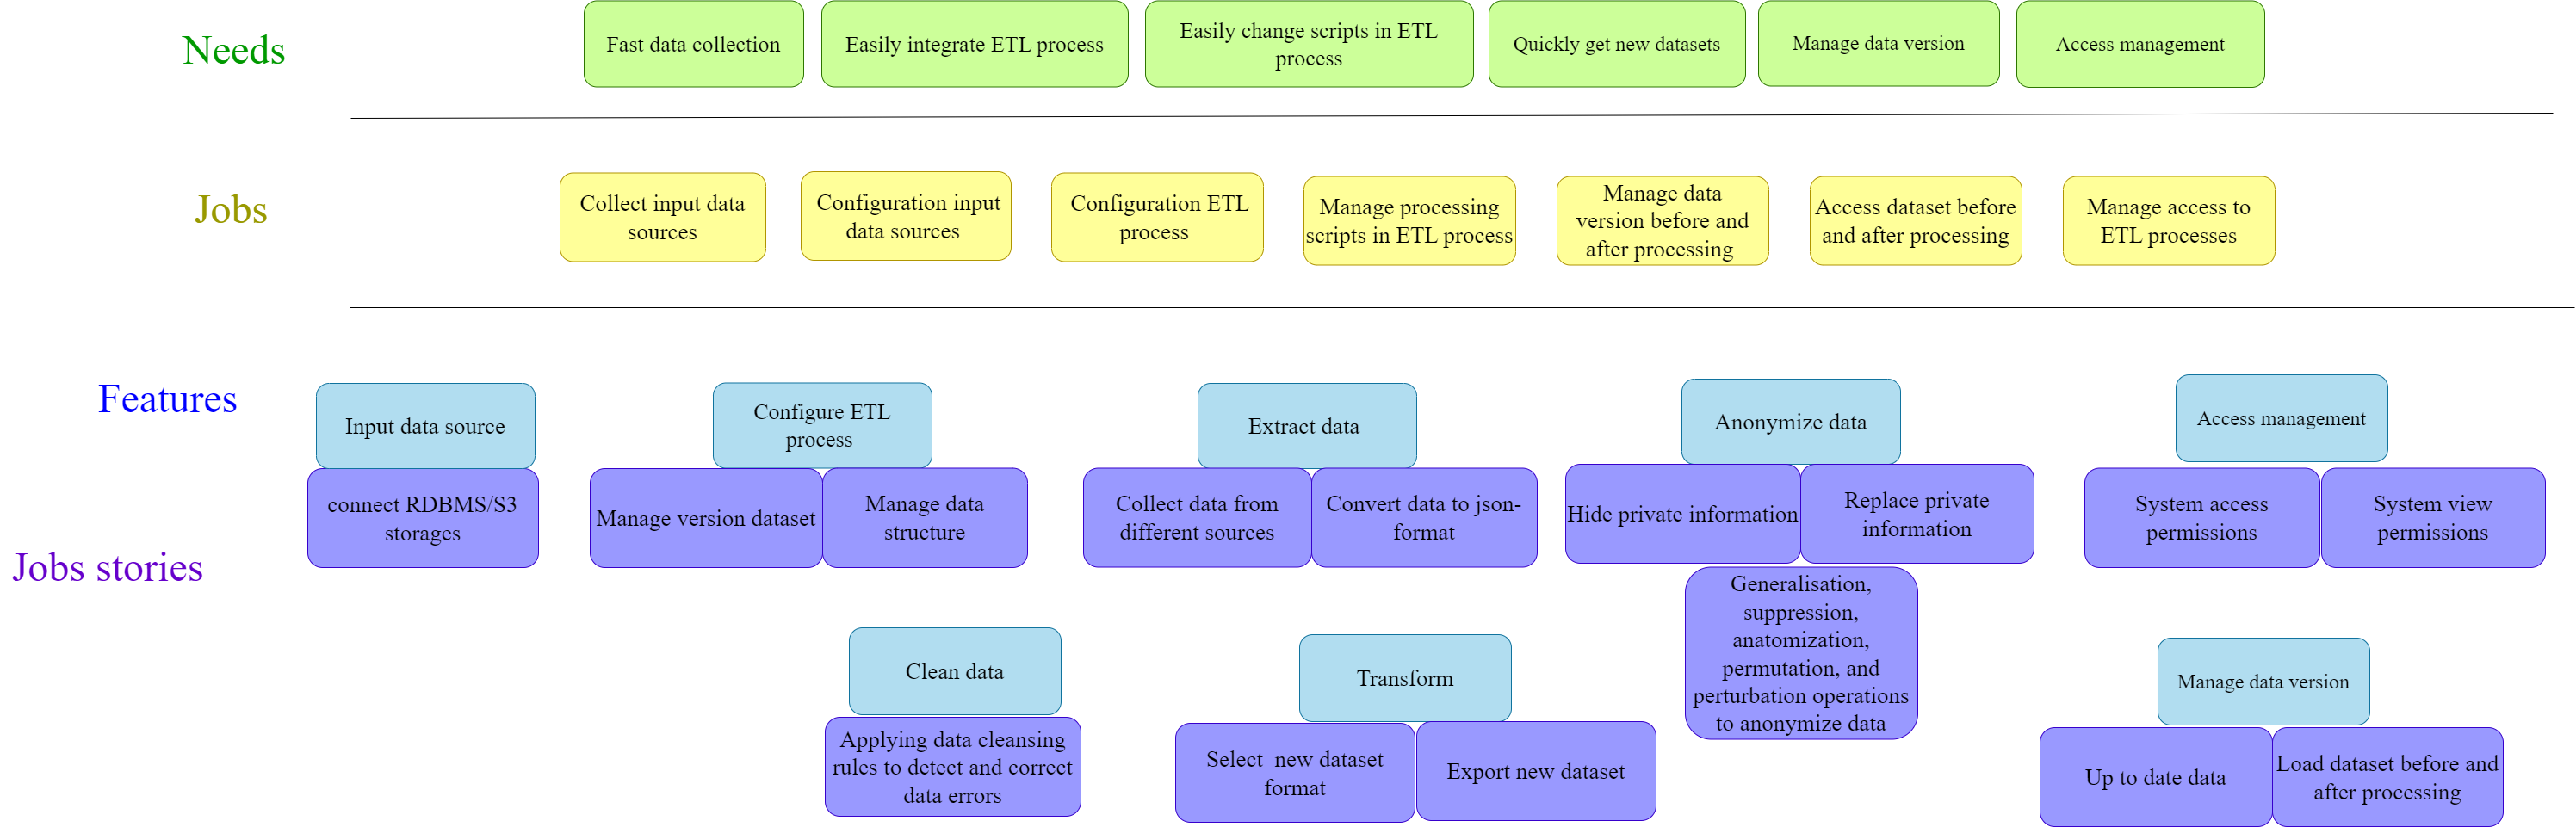 Needs
Fast data collection
Easily integrate ETL process
Easily change scripts in ETL
process
Quickly get new datasets
Manage data version
Access management
Jobs
Collect input data
sources
Configuration input
data sources
Configuration ETL
process
Manage processing
scripts in ETL process
Manage data
version before and
after processing
Access dataset before
and after processing
Manage access to
ETL processes
Features
Input data source
Configure ETL
process
Extract data
Anonymize data
Access management
Jobs stories
connect RDBMS/S3
storages
Manage version dataset
Manage data
structure
Collect data from
different sources
Convert data to json-
format
Hide private information
Replace private
information
System access
permissions
System view
permissions
Generalisation,
suppression,
anatomization,
permutation, and
perturbation operations
to anonymize data
Clean data
Applying data cleansing
rules to detect and correct
data errors
Transform
Select  new dataset
format
Export new dataset
Manage data version
Up to date data
Load dataset before and
after processing